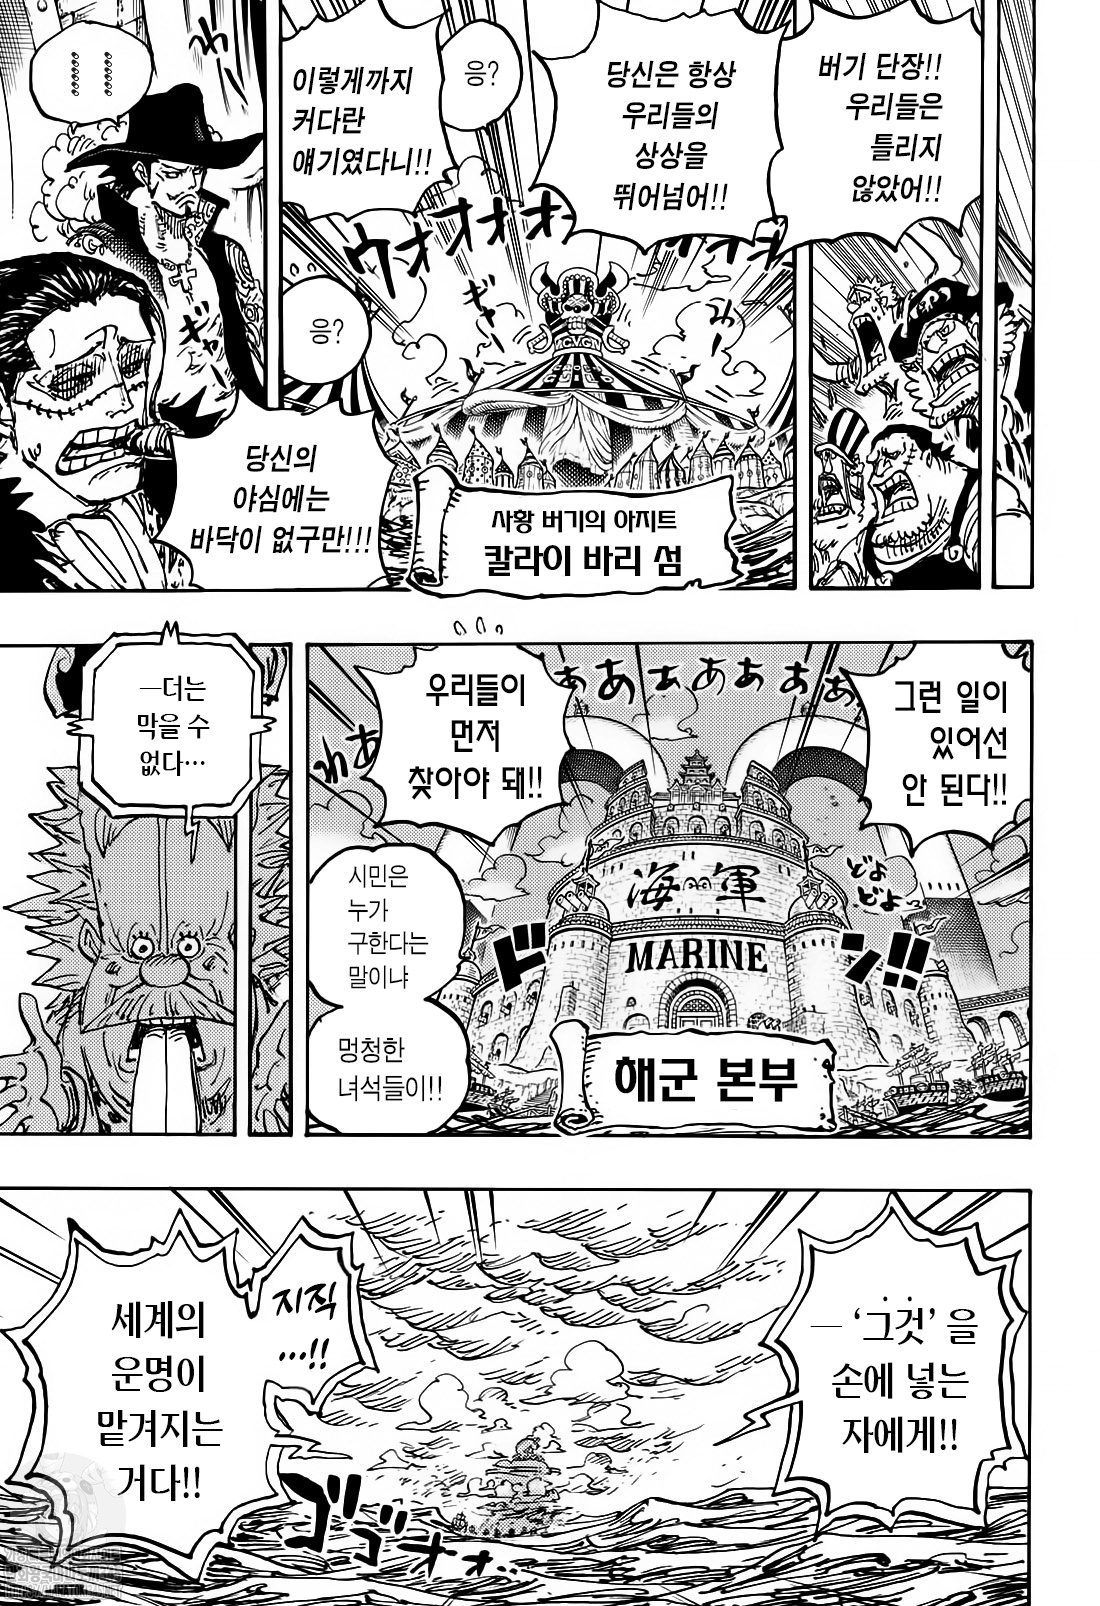 버기 단장!!
우리들은
틀리지
않았어!!
당신은 항상
우리들의
상상을
뛰어넘어!!
응?
이렇게까지
커다란
얘기였다니!!
ウオオオオオ
응?
당신의
야심에는
바닥이 없구만!!!
사황 버기의 아지트
칼라이 바리 섬
그런 일이
있어선
안 된다!!
우리들이
먼저
찾아야 돼!!
わあ
ああああああ
海軍
MARINE
どよ
どよ
ドン!!
시민은
누가
구한다는
말이냐
멍청한
녀석들이!!
해군 본부
―더는
막을 수
없다…
― ‘그것’ 을
손에 넣는
자에게!!
지직
…!!
세계의
운명이
맡겨지는
거다!!
ゴゴゴ…